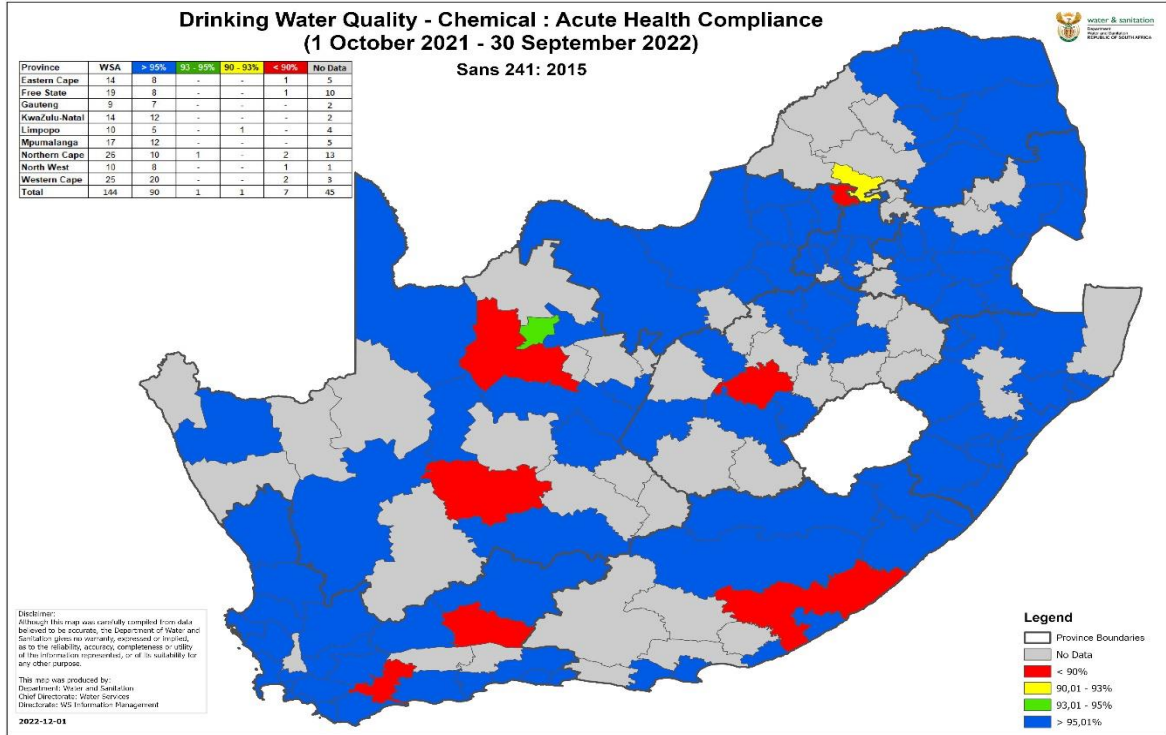 Drinking Water Quality - Chemical : Acute Health Compliance
(1 October 2021 - 30 September 2022)
Sans 241: 2015
water & sanitation
Department:
Water and Sanitation
REPUBLIC OF SOUTH AFRICA
Province WSA > 95% 93 - 95% 90 - 93% < 90% No Data
Eastern Cape 14 8 - - 1 5
Free State 19 8 - - 1 10
Gauteng 9 7 - - - 2
KwaZulu-Natal 14 12 - - - 2
Limpopo 10 5 - 1 - 4
Mpumalanga 17 12 - - - 5
Northern Cape 26 10 1 - 2 13
North West 10 8 - - 1 1
Western Cape 25 20 - - 2 3
Total 144 90 1 1 7 45
Disclaimer:
Although this map was carefully compiled from data
believed to be accurate, the Department of Water and
Sanitation gives no warranty, expressed or implied,
as to the reliability, accuracy, completeness or utility
of the information represented, or of its suitability for
any other purpose.
This map was produced by:
Department: Water and Sanitation
Chief Directorate: Water Services
Directorate: WS Information Management
2022-12-01
Legend
Province Boundaries
No Data
< 90%
90,01 - 93%
93,01 - 95%
> 95,01%